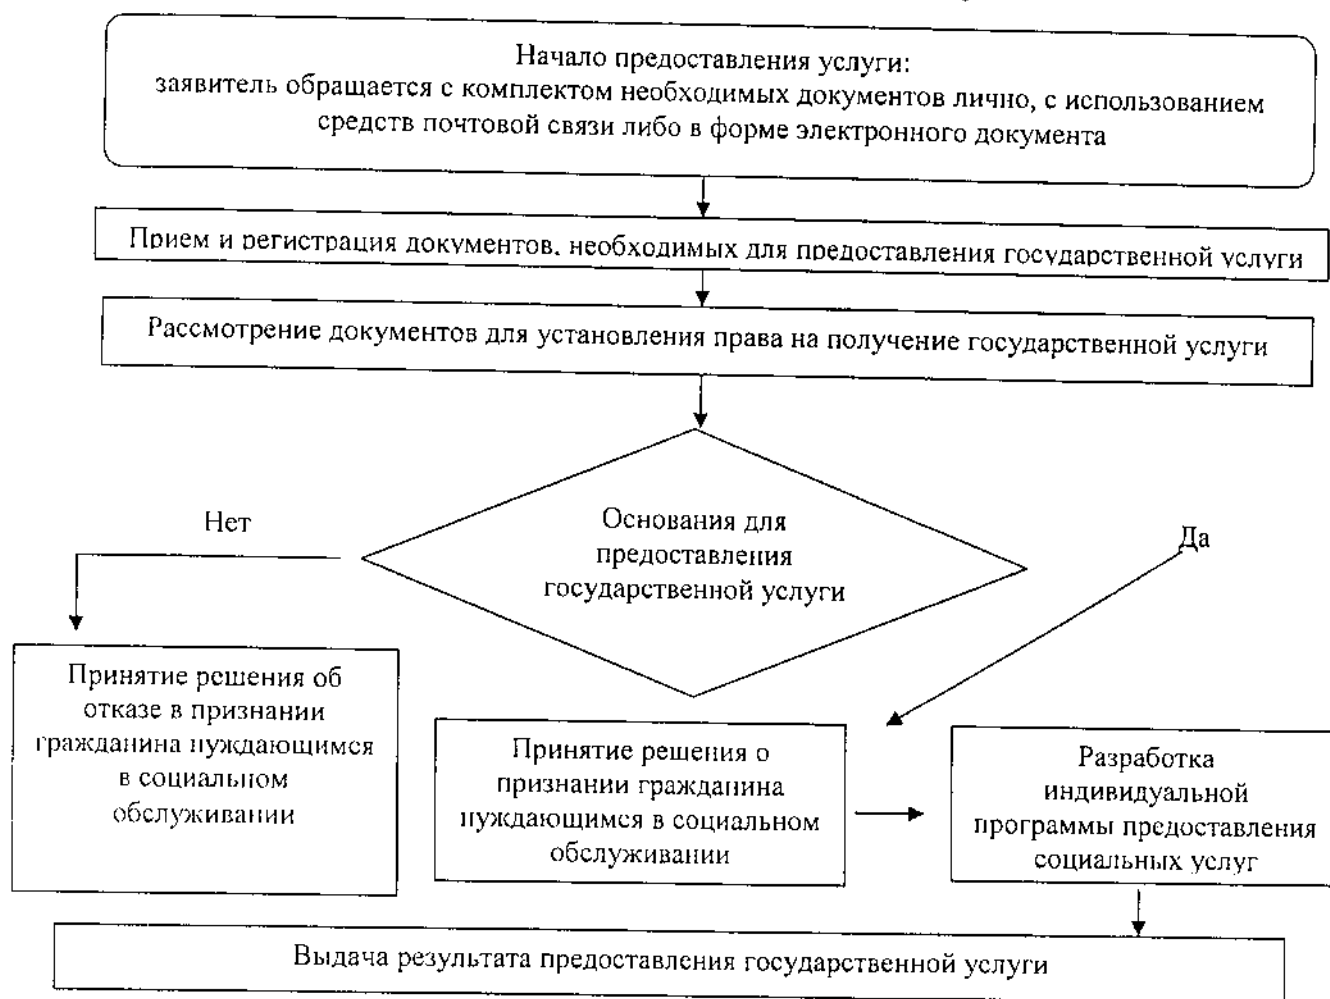 Начало предоставления услуги:
заявитель обращается с комплектом необходимых документов лично, с использованием
средств почтовой связи либо в форме электронного документа
Прием и регистрация документов, необходимых для предоставления государственной услуги
Рассмотрение документов для установления права на получение государственной услуги
Основания для
предоставления
государственной услуги
Нет
Да
Принятие решения об
отказе в признании
гражданина нуждающимся
в социальном
обслуживании
Принятие решения о
признании гражданина
нуждающимся в социальном
обслуживании
Разработка
индивидуальной
программы предоставления
социальных услуг
Выдача результата предоставления государственной услуги